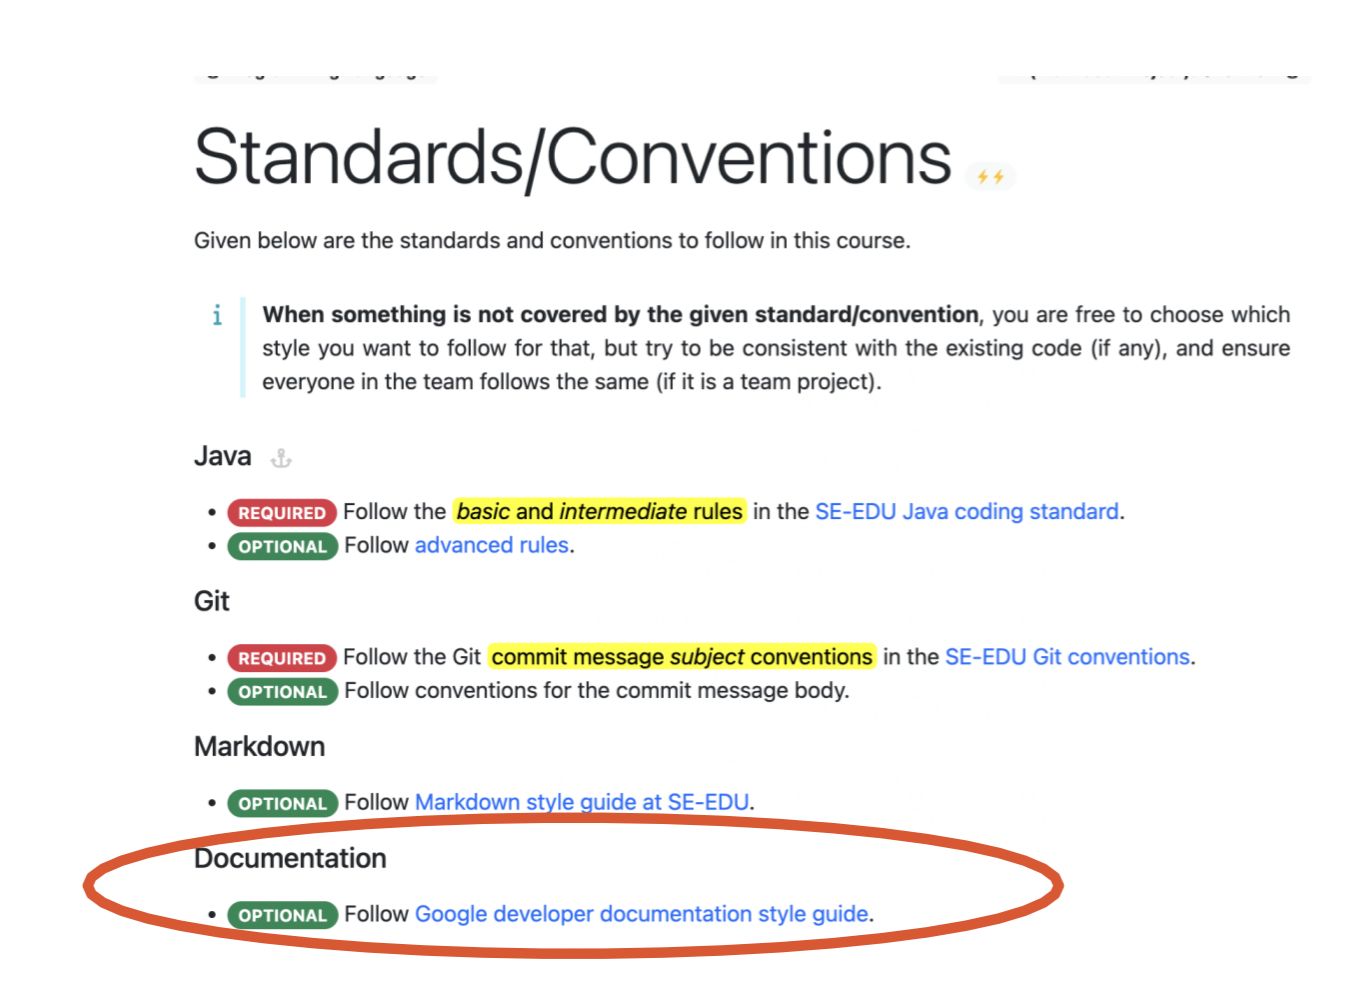 Standards/Conventions
Given below are the standards and conventions to follow in this course.
i
When something is not covered by the given standard/convention, you are free to choose which
style you want to follow for that, but try to be consistent with the existing code (if any), and ensure
everyone in the team follows the same (if it is a team project).
Java
• REQUIRED Follow the basic and intermediate rules in the SE-EDU Java coding standard.
• OPTIONAL Follow advanced rules.
Git
• REQUIRED Follow the Git commit message subject conventions in the SE-EDU Git conventions.
• OPTIONAL Follow conventions for the commit message body.
Markdown
• OPTIONAL Follow Markdown style guide at SE-EDU.
Documentation
• OPTIONAL Follow Google developer documentation style guide.